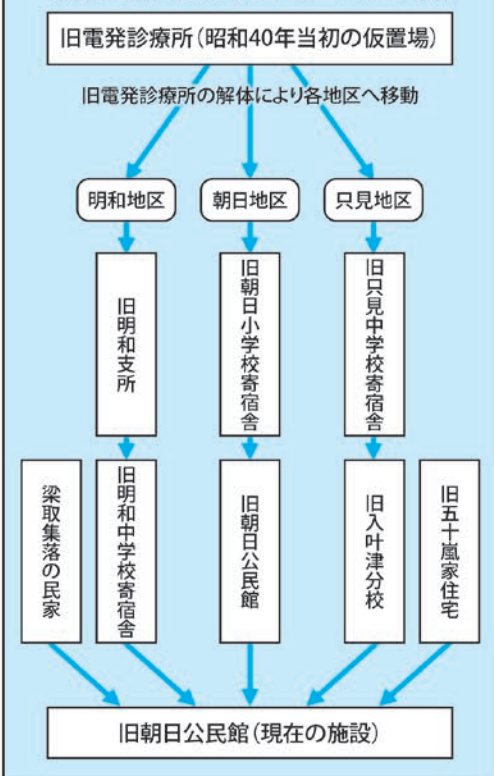 旧電発診療所(昭和40年当初の仮置場)
旧電発診療所の解体により各地区へ移動
明和地区
朝日地区
只見地区
旧明和支所
旧朝日小学校寄宿舎
旧只見中学校寄宿舎
梁取集落の民家
旧明和中学校寄宿舎
旧朝日公民館
旧入叶津分校
旧五十嵐家住宅
旧朝日公民館(現在の施設)